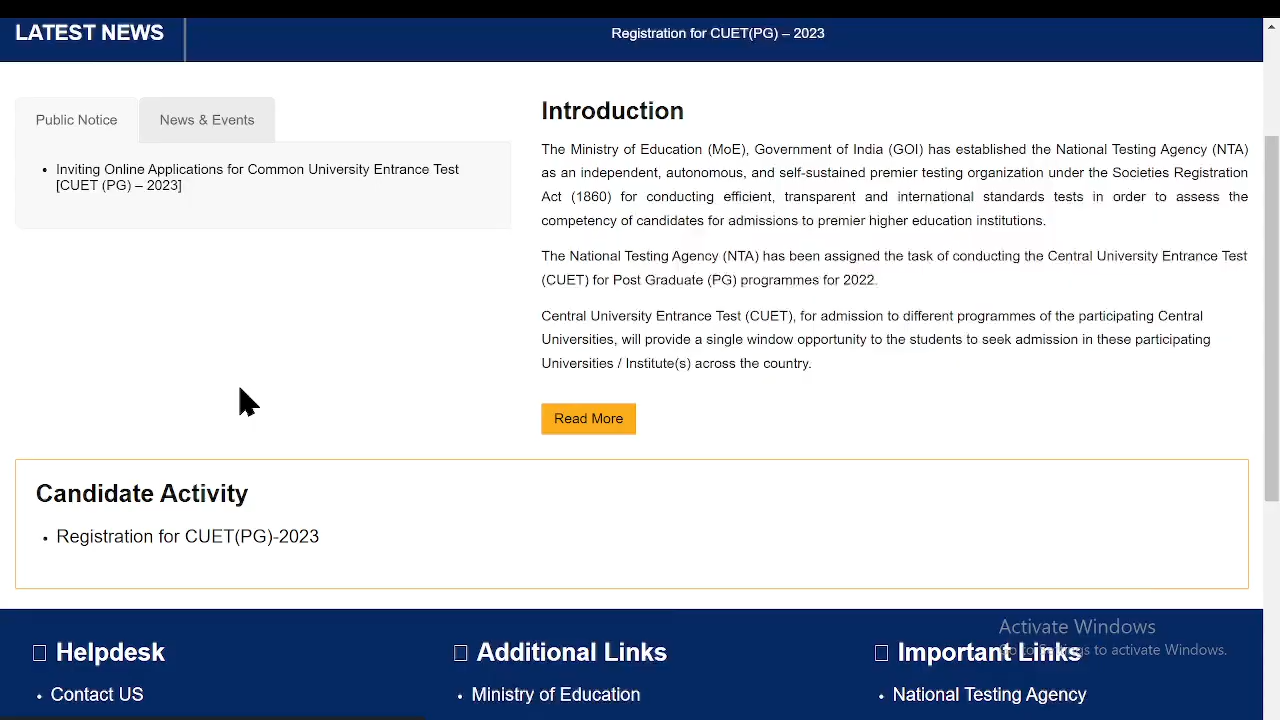 LATEST NEWS
Registration for CUET(PG) – 2023
Public Notice
News & Events
• Inviting Online Applications for Common University Entrance Test
[CUET (PG) – 2023]
Introduction
The Ministry of Education (MoE), Government of India (GOI) has established the National Testing Agency (NTA)
as an independent, autonomous, and self-sustained premier testing organization under the Societies Registration
Act (1860) for conducting efficient, transparent and international standards tests in order to assess the
competency of candidates for admissions to premier higher education institutions.
The National Testing Agency (NTA) has been assigned the task of conducting the Central University Entrance Test
(CUET) for Post Graduate (PG) programmes for 2022.
Central University Entrance Test (CUET), for admission to different programmes of the participating Central
Universities, will provide a single window opportunity to the students to seek admission in these participating
Universities / Institute(s) across the country.
Read More
Candidate Activity
• Registration for CUET(PG)-2023
Helpdesk
• Contact US
Additional Links
• Ministry of Education
Important Links
• National Testing Agency
Activate Windows
Go to Settings to activate Windows.